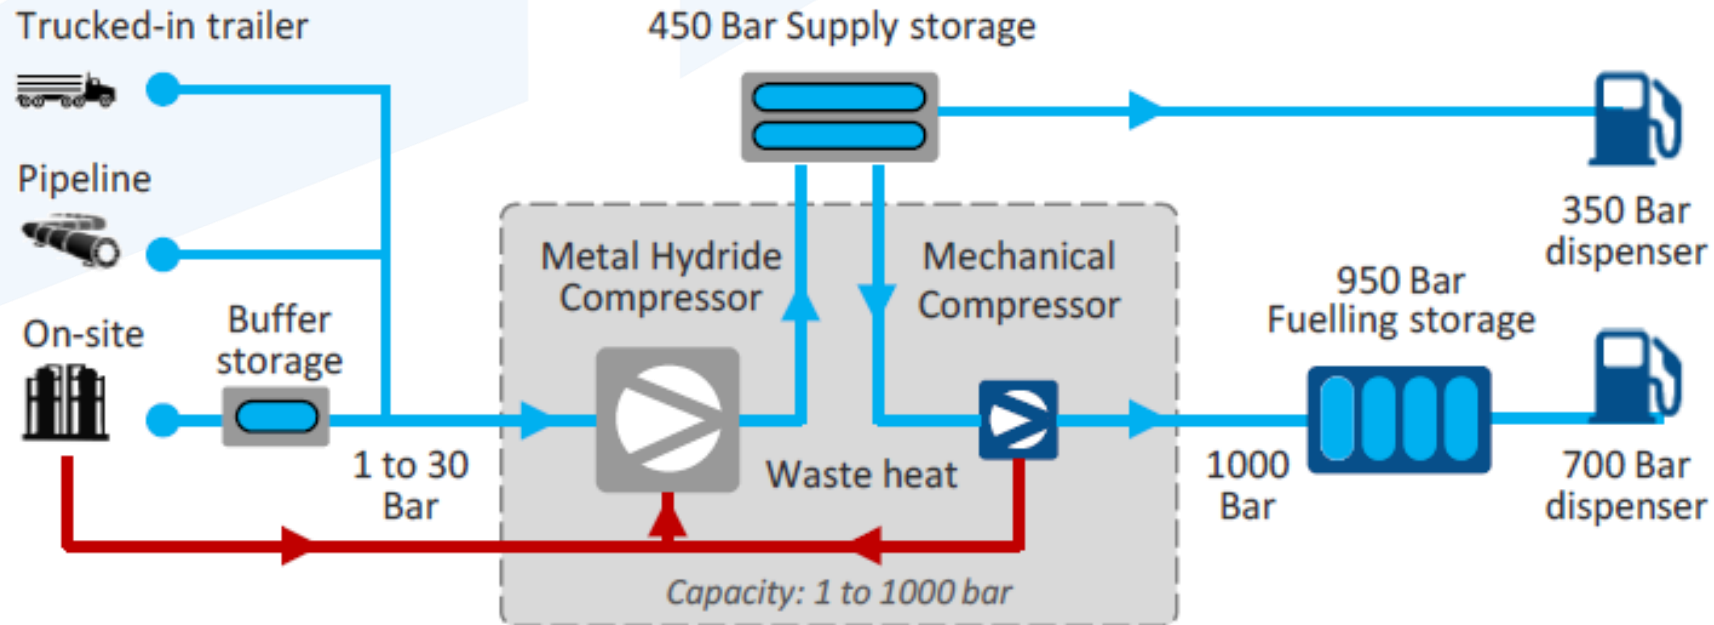 Trucked-in trailer
450 Bar Supply storage
Pipeline
350 Bar
dispenser
Metal Hydride
Compressor
Mechanical
Compressor
950 Bar
Fuelling storage
On-site
Buffer
storage
1 to 30
Bar
Waste heat
1000
Bar
700 Bar
dispenser
Capacity: 1 to 1000 bar